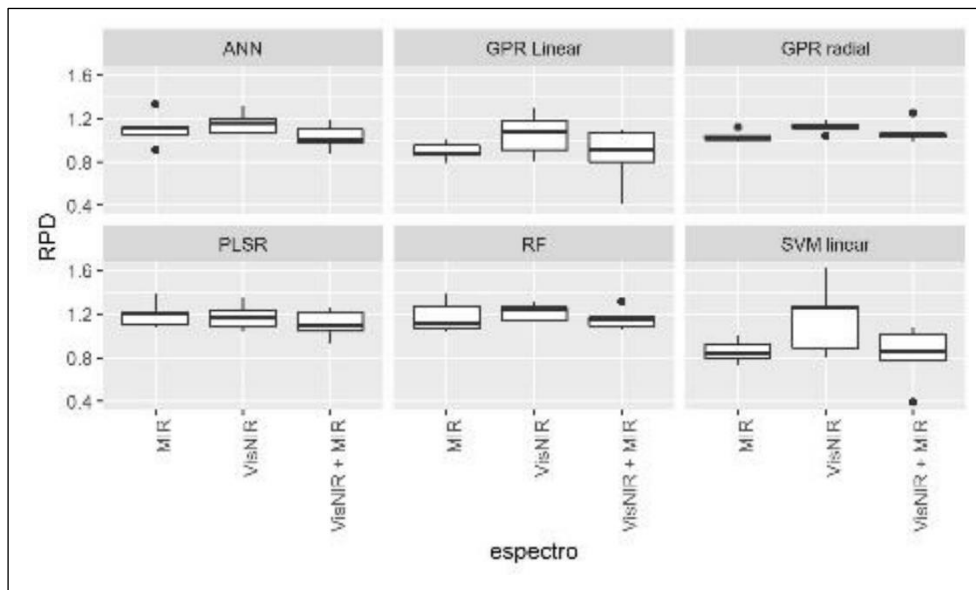 ANN GPR Linear GPR radial
1.6
1.2
0.8
0.4
PLSR RF SVM linear
1.6
1.2
0.8
0.4
RPD
MIR VisNIR VisNIR + MIR MIR VisNIR VisNIR + MIR MIR VisNIR VisNIR + MIR
espectro